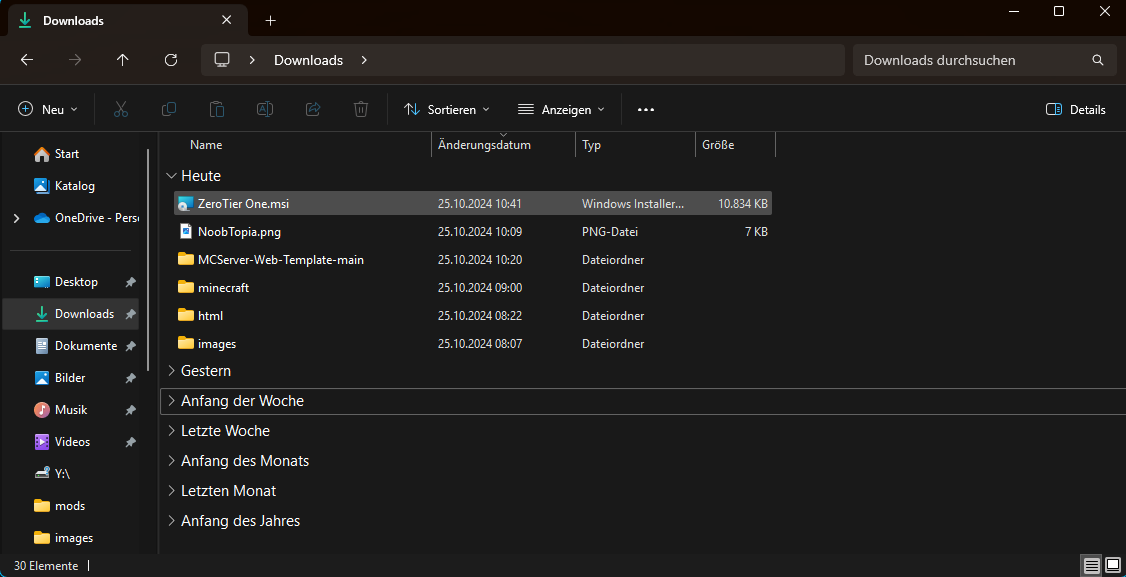 Downloads
Downloads
Downloads durchsuchen
Neu
Sortieren
Anzeigen
Details
Start
Katalog
OneDrive - Pers
Desktop
Downloads
Dokumente
Bilder
Musik
Videos
Y:\
mods
images
Name Änderungsdatum Typ Größe
Heute
ZeroTier One.msi 25.10.2024 10:41 Windows Installer... 10.834 KB
NoobTopia.png 25.10.2024 10:09 PNG-Datei 7 KB
MCServer-Web-Template-main 25.10.2024 10:20 Dateiordner
minecraft 25.10.2024 09:00 Dateiordner
html 25.10.2024 08:22 Dateiordner
images 25.10.2024 08:07 Dateiordner
Gestern
Anfang der Woche
Letzte Woche
Anfang des Monats
Letzten Monat
Anfang des Jahres
30 Elemente